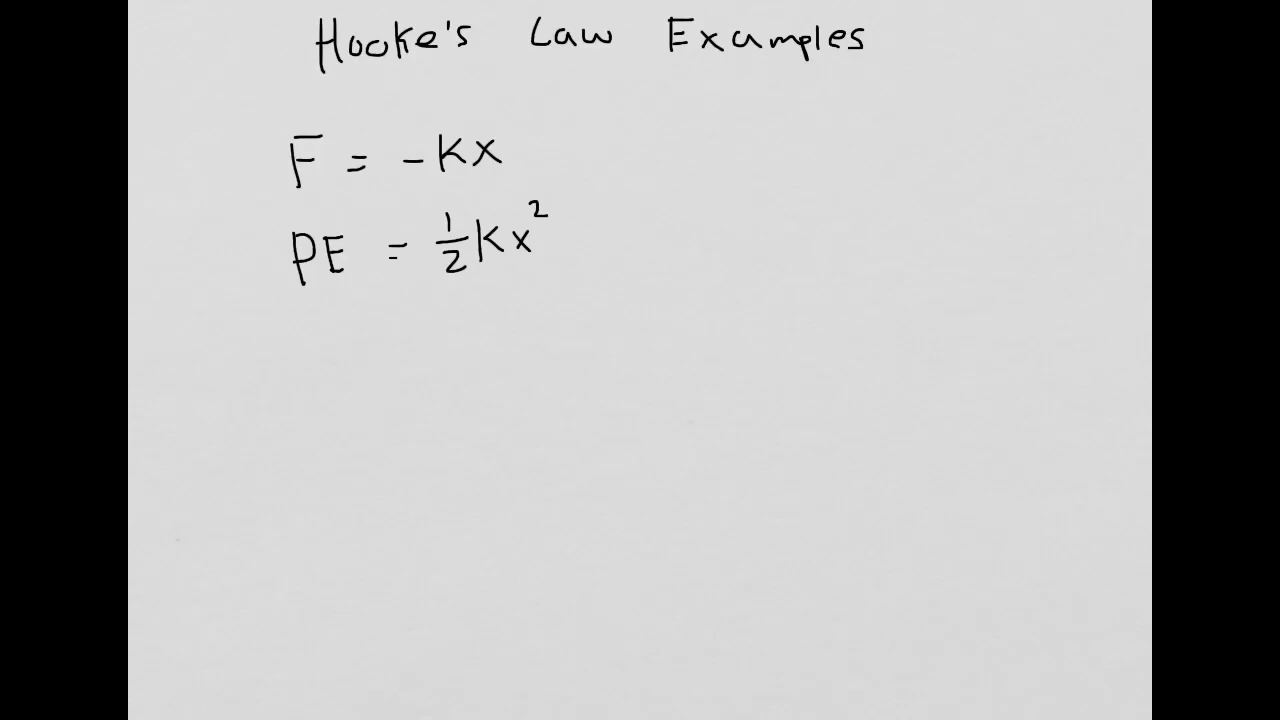 Hooke's Law Examples
F = -Kx
PE = ½Kx²